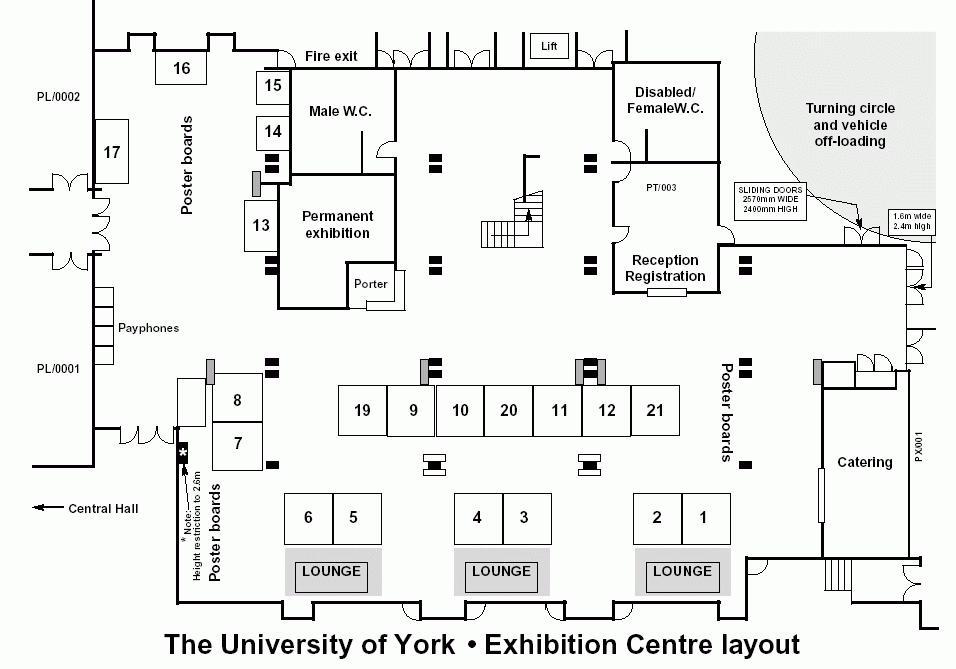 Fire exit
Lift
16
15
PL/0002
Male W.C.
Disabled/
FemaleW.C.
Turning circle
and vehicle
off-loading
17
Poster boards
14
PT/003
SLIDING DOORS
2570mm WIDE
2400mm HIGH
1.6m wide
2.4m high
13
Permanent
exhibition
Reception
Registration
Porter
Payphones
PL/0001
8
19
9
10
20
11
12
21
Poster boards
7
*
Catering
PX/001
Central Hall
* Note:
Height restriction to 2.6m
Poster boards
6
5
4
3
2
1
LOUNGE
LOUNGE
LOUNGE
The University of York • Exhibition Centre layout